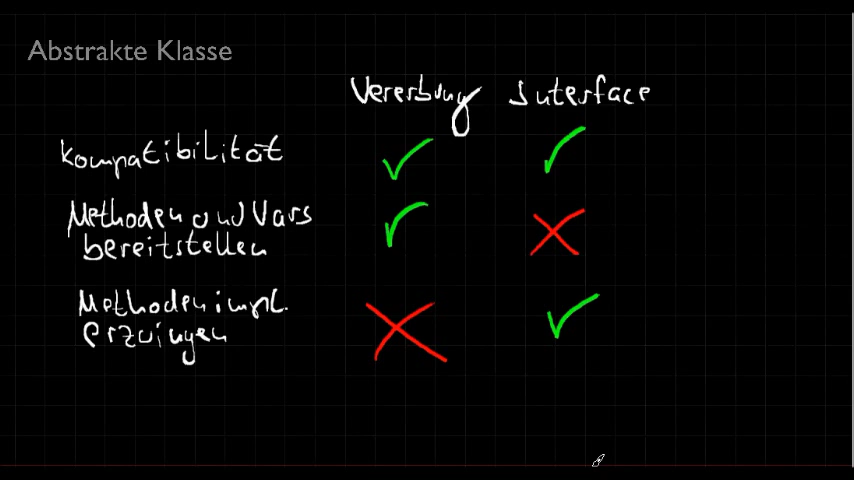 Abstrakte Klasse
Vererbung Interface
Kompatibilität
Methoden und Vars
bereitstellen
Methodenimpl.
erzwingen